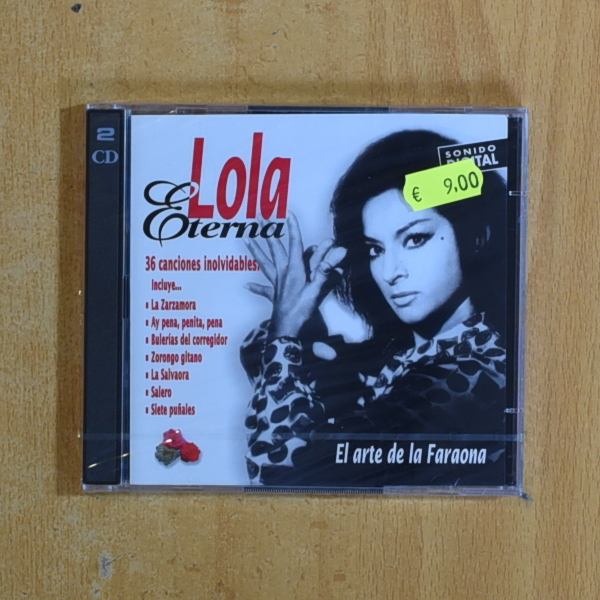 2
CD
SONIDO
DIGITAL
€ 9,00
Lola
Eterna
36 canciones inolvidables.
Incluye...
La Zarzamora
Ay pena, penita, pena
Bulerías del corregidor
Zorongo gitano
La Salvaora
Salero
Siete puñales
El arte de la Faraona